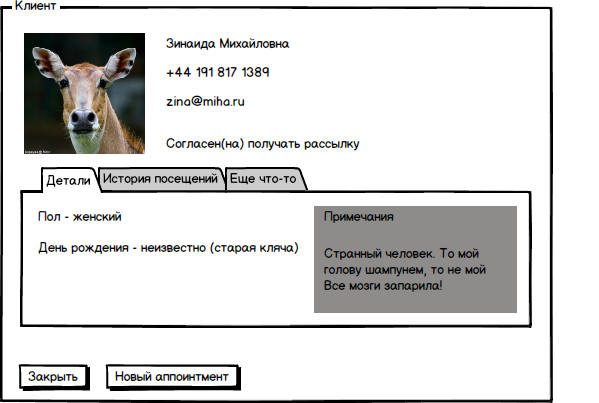 Клиент
Зинаида Михайловна
+44 191 817 1389
zina@miha.ru
Согласен(на) получать рассылку
Детали
История посещений
Еще что-то
Пол - женский
День рождения - неизвестно (старая кляча)
Примечания
Странный человек. То мой
голову шампунем, то не мой
Все мозги запарила!
Закрыть
Новый аппоинтмент